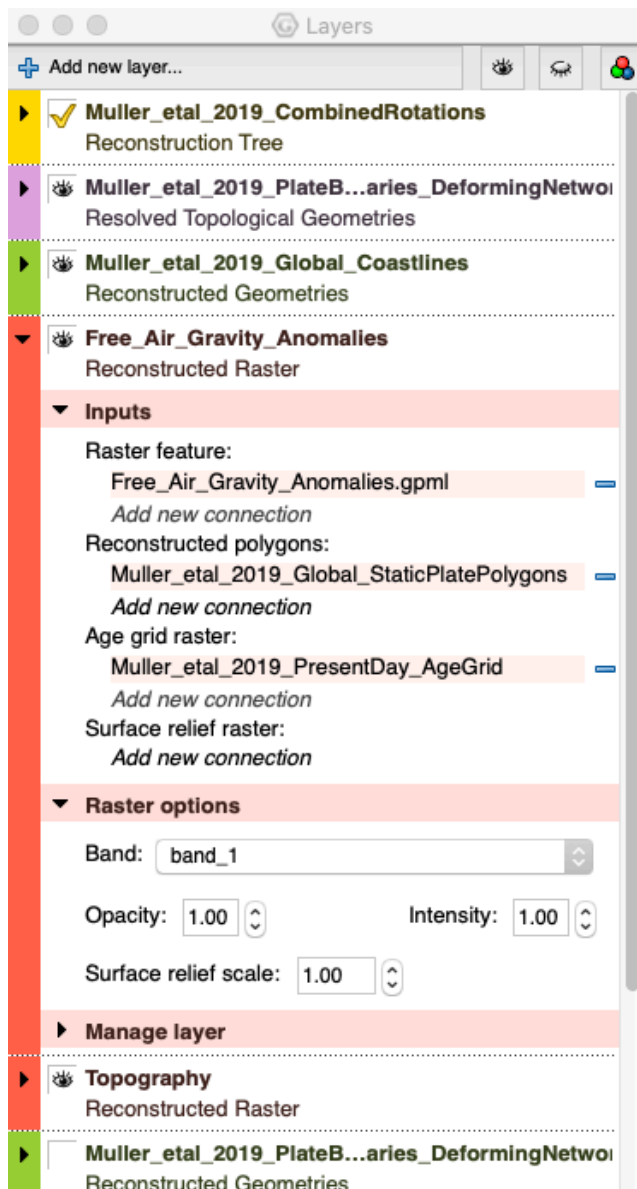 Layers
Add new layer...
Muller_etal_2019_CombinedRotations
Reconstruction Tree
Muller_etal_2019_PlateB...aries_DeformingNetwo
Resolved Topological Geometries
Muller_etal_2019_Global_Coastlines
Reconstructed Geometries
Free_Air_Gravity_Anomalies
Reconstructed Raster
Inputs
Raster feature:
Free_Air_Gravity_Anomalies.gpml
Add new connection
Reconstructed polygons:
Muller_etal_2019_Global_StaticPlatePolygons
Add new connection
Age grid raster:
Muller_etal_2019_PresentDay_AgeGrid
Add new connection
Surface relief raster:
Add new connection
Raster options
Band: band_1
Opacity: 1.00 Intensity: 1.00
Surface relief scale: 1.00
Manage layer
Topography
Reconstructed Raster
Muller_etal_2019_PlateB...aries_DeformingNetwo
Reconstructed Geometries